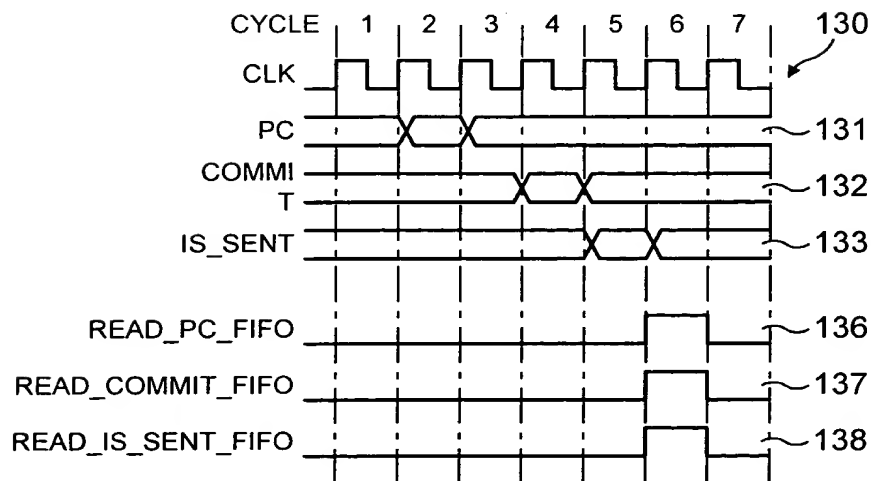 CYCLE 1 2 3 4 5 6 7 130
CLK
PC 131
COMMI
T 132
IS_SENT 133
READ_PC_FIFO 136
READ_COMMIT_FIFO 137
READ_IS_SENT_FIFO 138